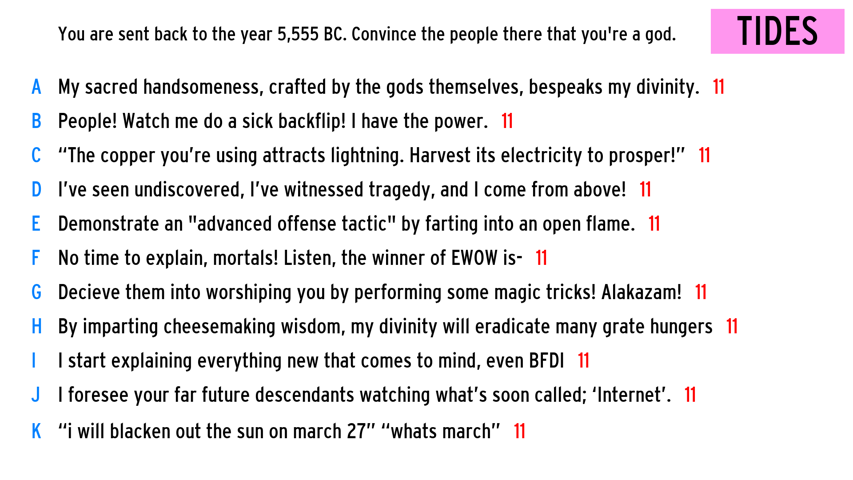 You are sent back to the year 5,555 BC. Convince the people there that you're a god.
TIDES
A My sacred handsomeness, crafted by the gods themselves, bespeaks my divinity. 11
B People! Watch me do a sick backflip! I have the power. 11
C “The copper you’re using attracts lightning. Harvest its electricity to prosper!” 11
D I’ve seen undiscovered, I’ve witnessed tragedy, and I come from above! 11
E Demonstrate an "advanced offense tactic" by farting into an open flame. 11
F No time to explain, mortals! Listen, the winner of EWOW is- 11
G Decieve them into worshiping you by performing some magic tricks! Alakazam! 11
H By imparting cheesemaking wisdom, my divinity will eradicate many grate hungers 11
I I start explaining everything new that comes to mind, even BFDI 11
J I foresee your far future descendants watching what’s soon called; ‘Internet’. 11
K “i will blacken out the sun on march 27” “whats march” 11